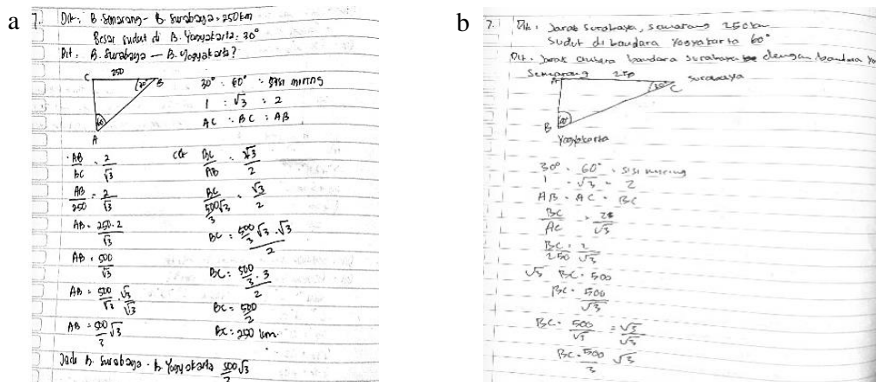 a
7. Dik: B. Semarang - B Surabaya = 250 km
Besar sudut di B. Yogyakarta: 30°
Dit: B. Surabaya — B. Yogyakarta?
C 250 30° B
60°
A
30° : 60° : sisi miring
1 : √3 : 2
AC : BC : AB
AB/BC = 2/√3
AB/250 = 2/√3
AB = 250.2/√3
AB = 500/√3
AB = 500/√3 . √3/√3
AB = 500/3 √3
BC/AB = √3/2
BC/500/3 √3 = √3/2
BC = 500/3 √3 . √3/2
BC = 500/3 . 3/2
BC = 500/2
BC = 250 km.
Jadi B. Surabaya - B. Yogyakarta 500√3/3
b
7. Dik : Jarak Surabaya, Semarang 250 km
Sudut di bandara Yogyakarta 60°
Dit : Jarak antara bandara Surabaya dengan bandara Yo
Semarang 250 Surabaya
A 30° C
B 60°
Yogyakarta
30° : 60° : sisi miring
1 : √3 : 2
AB : AC : BC
BC/AC = 2/√3
BC/250 = 2/√3
√3 BC = 500
BC = 500/√3
BC = 500/√3 = √3/√3
BC = 500/3 √3